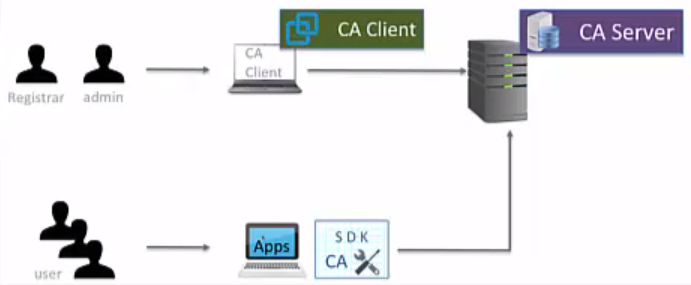 CA Client
CA Server
CA
Client
Registrar
admin
Apps
SDK
CA
user